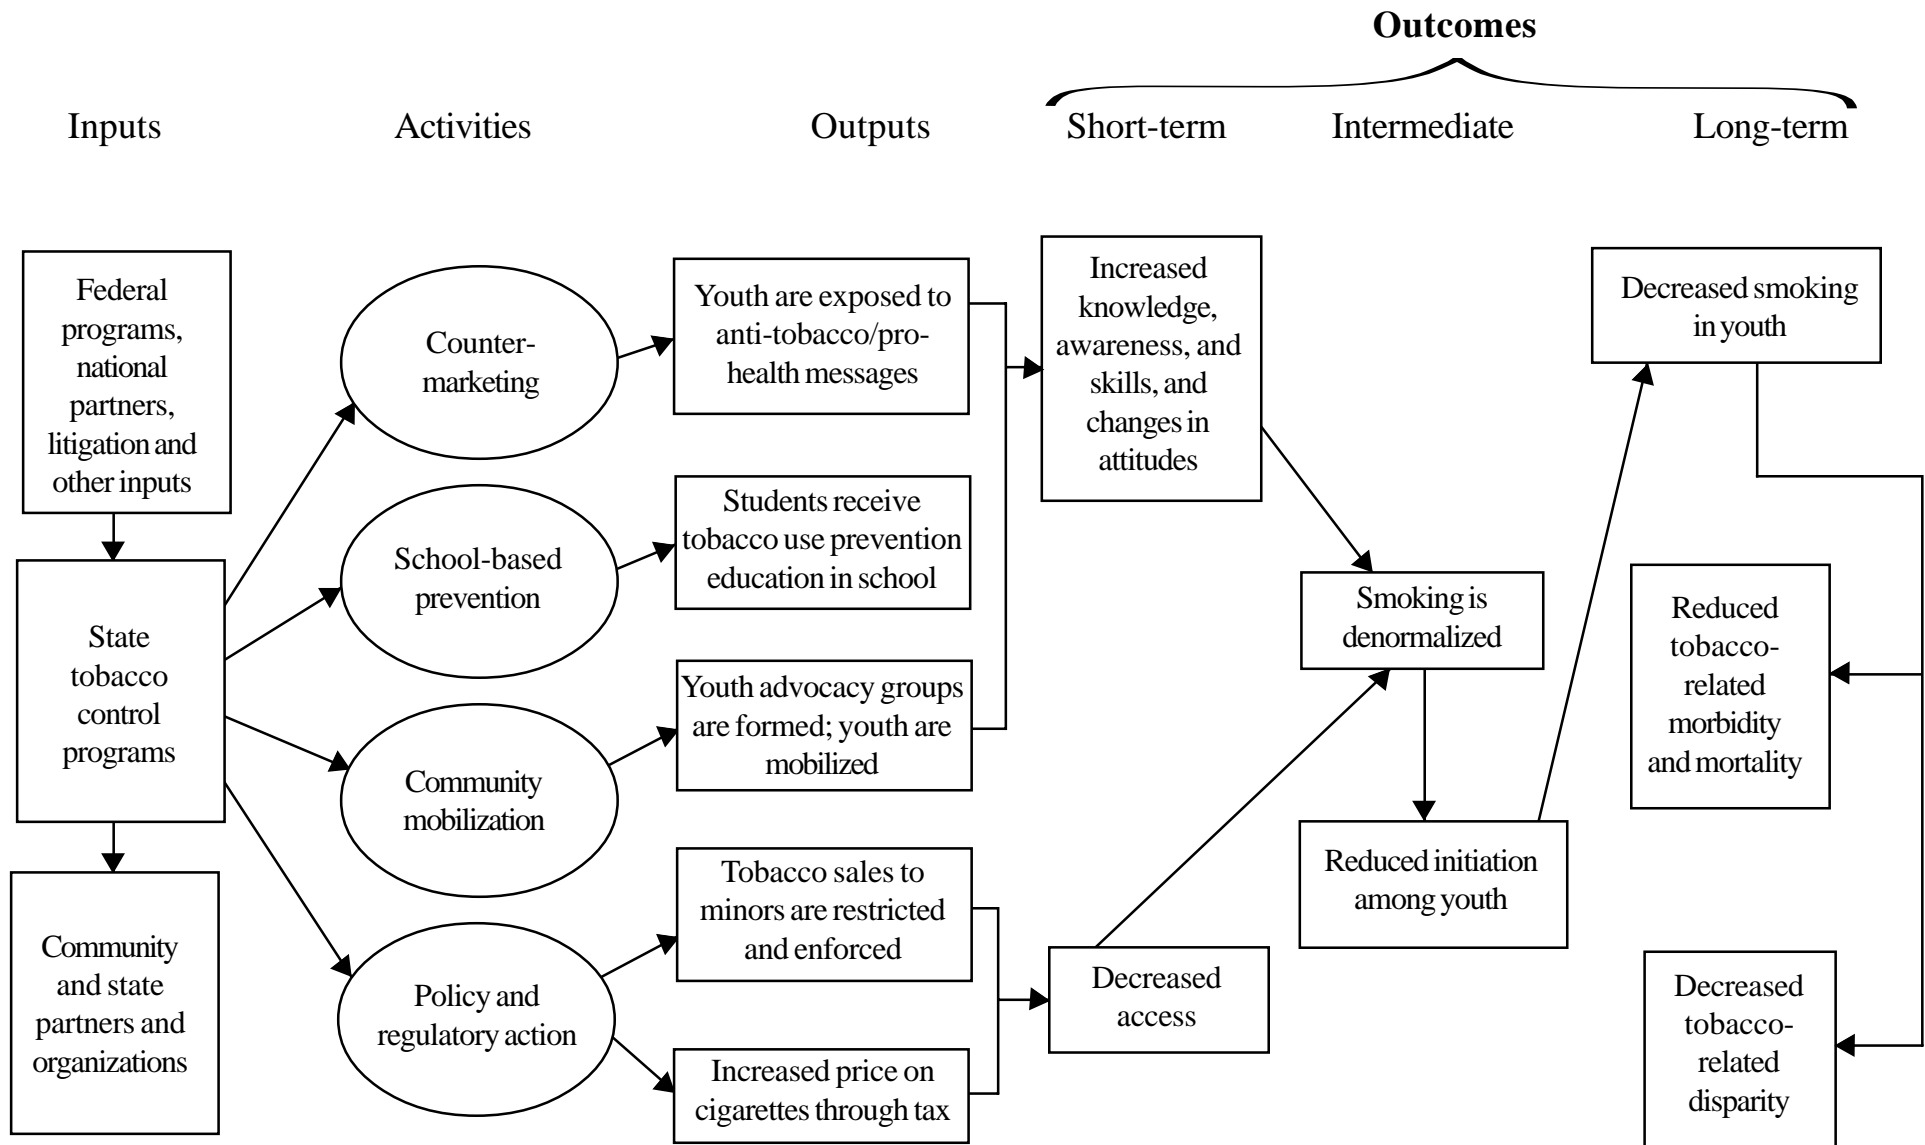 Outcomes
Inputs
Activities
Outputs
Short-term
Intermediate
Long-term
Federal
programs,
national
partners,
litigation and
other inputs
State
tobacco
control
programs
Community
and state
partners and
organizations
Counter-
marketing
School-based
prevention
Community
mobilization
Policy and
regulatory action
Youth are exposed to
anti-tobacco/pro-
health messages
Students receive
tobacco use prevention
education in school
Youth advocacy groups
are formed; youth are
mobilized
Tobacco sales to
minors are restricted
and enforced
Increased price on
cigarettes through tax
Increased
knowledge,
awareness, and
skills, and
changes in
attitudes
Decreased
access
Smoking is
denormalized
Reduced initiation
among youth
Decreased smoking
in youth
Reduced
tobacco-
related
morbidity
and mortality
Decreased
tobacco-
related
disparity